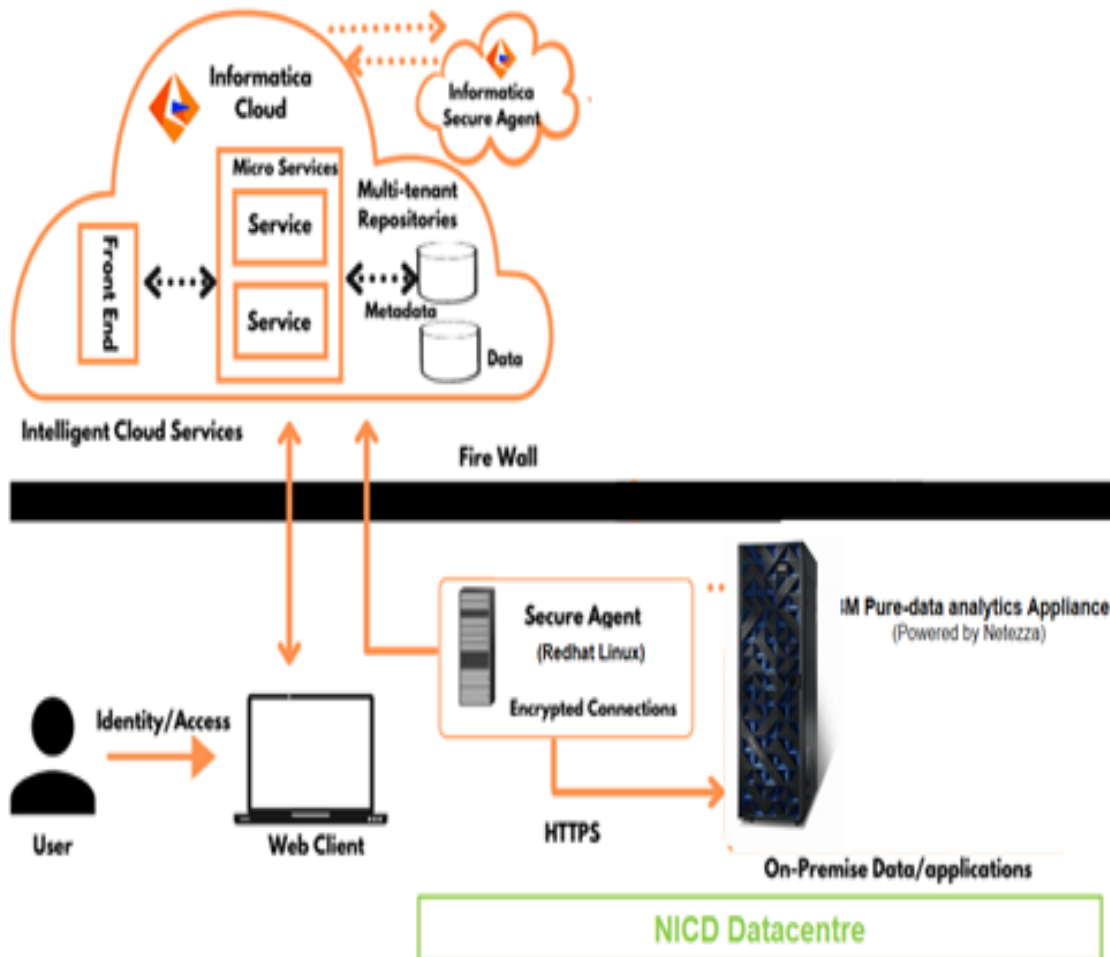 Informatica
Cloud
Informatica
Secure Agent
Micro Services
Service
Service
Multi-tenant
Repositories
Front End
Metadata
Data
Intelligent Cloud Services
Fire Wall
Secure Agent
(Redhat Linux)
Encrypted Connections
M Pure-data analytics Appliance
(Powered by Netezza)
Identity/Access
User
Web Client
HTTPS
On-Premise Data/applications
NICD Datacentre